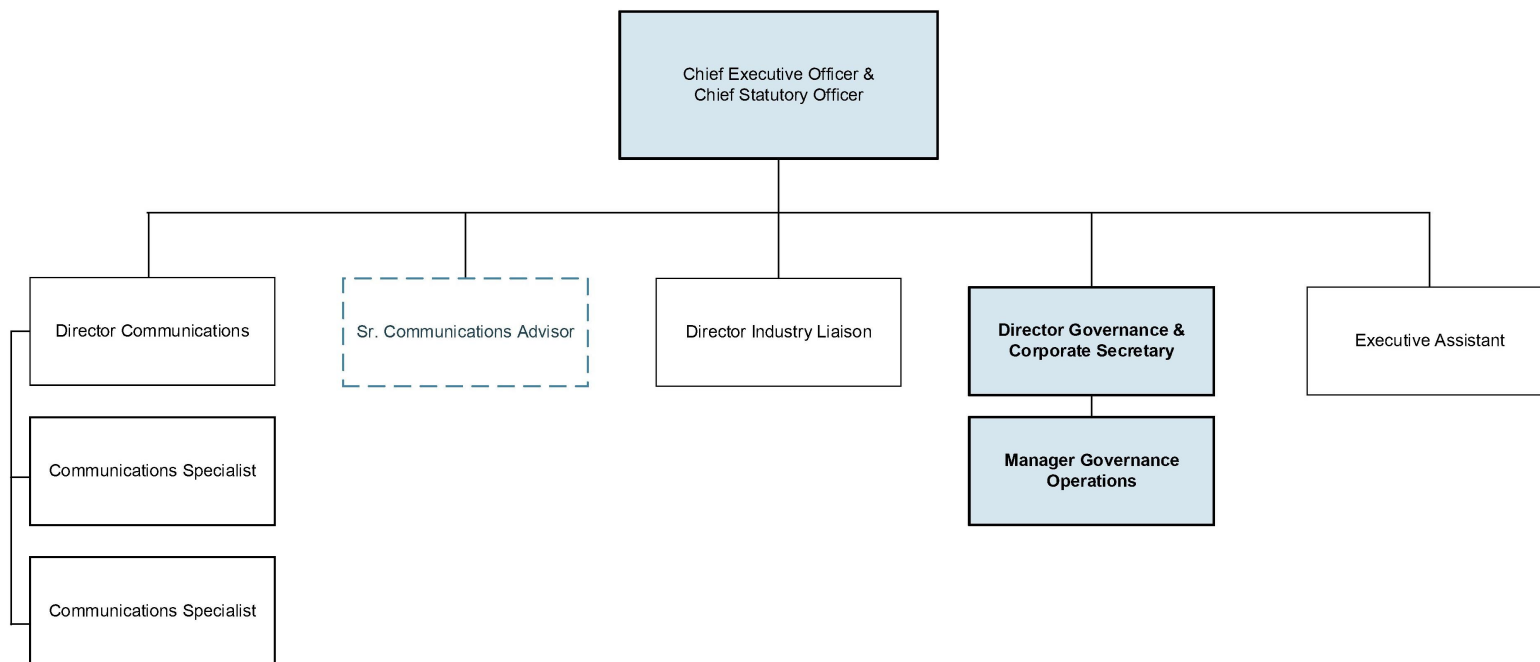 Chief Executive Officer &
Chief Statutory Officer
Director Communications
Sr. Communications Advisor
Director Industry Liaison
Director Governance &
Corporate Secretary
Executive Assistant
Communications Specialist
Manager Governance
Operations
Communications Specialist